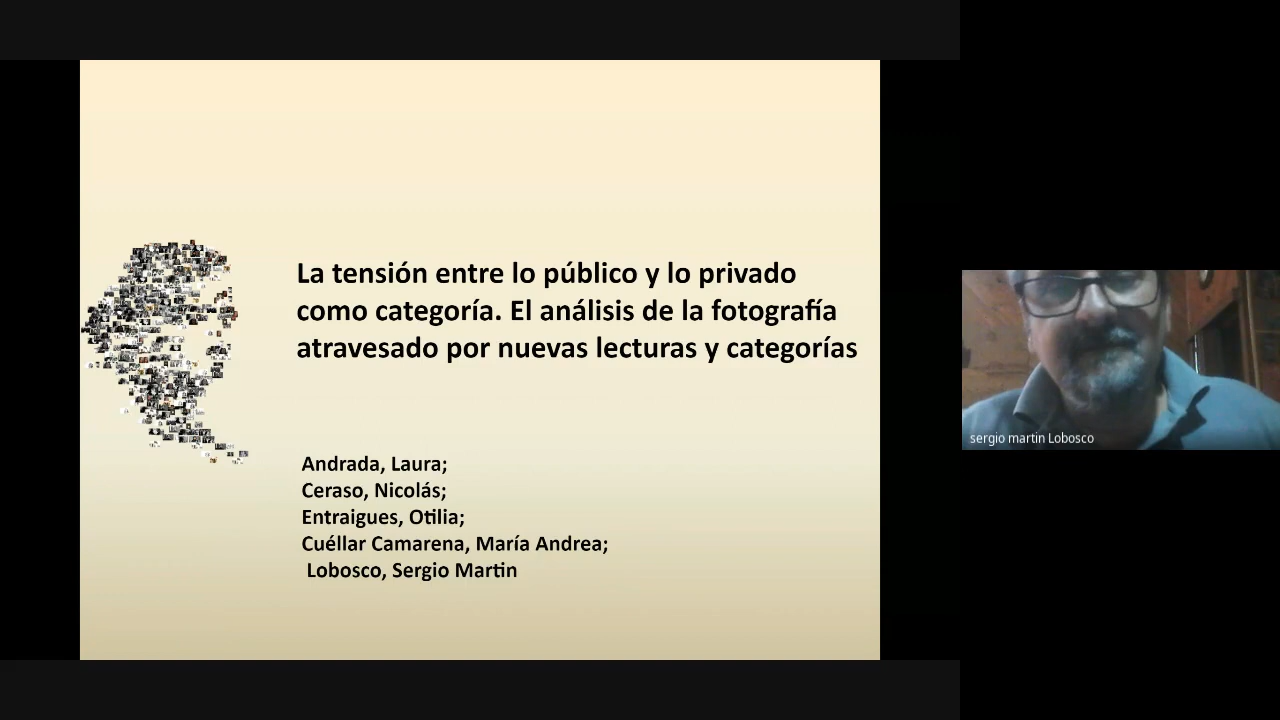 La tensión entre lo público y lo privado
como categoría. El análisis de la fotografía
atravesado por nuevas lecturas y categorías
Andrada, Laura;
Ceraso, Nicolás;
Entraigues, Otilia;
Cuéllar Camarena, María Andrea;
Lobosco, Sergio Martin
sergio martin Lobosco